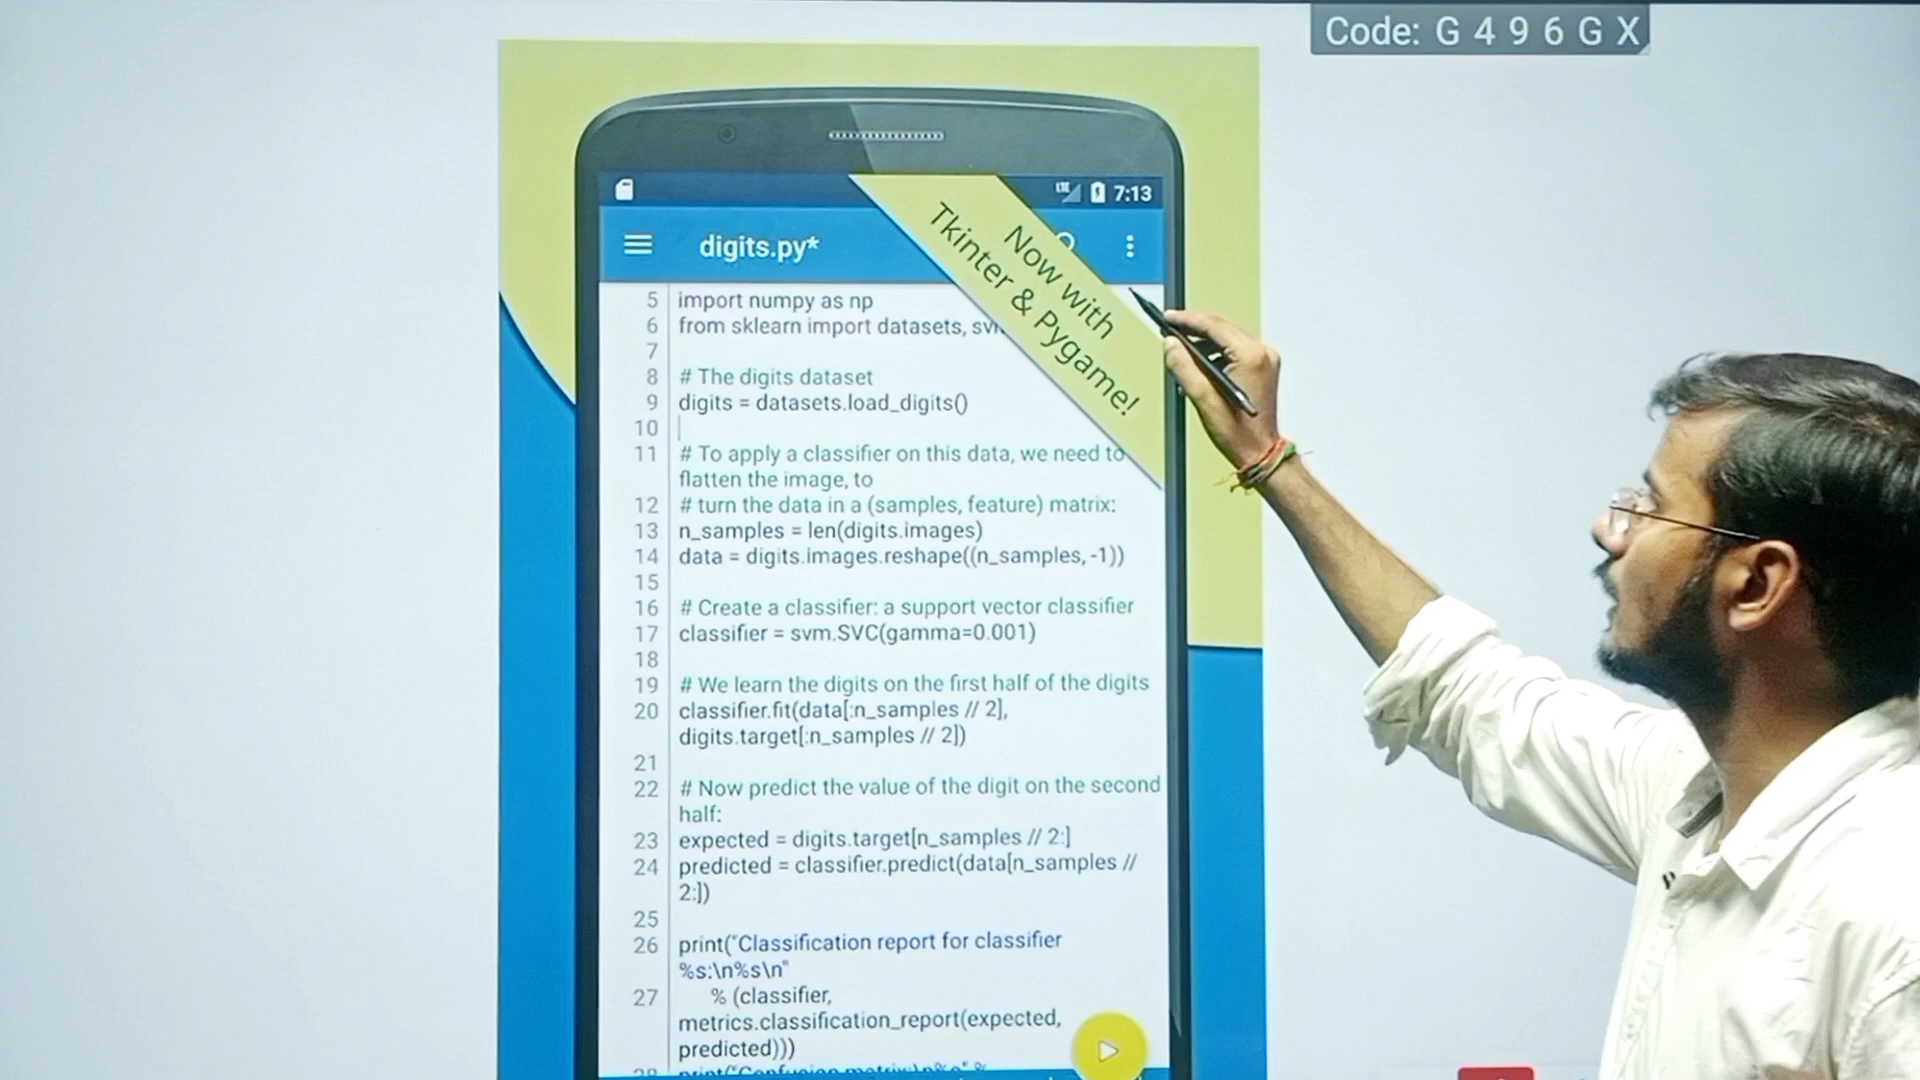 Code: G 4 9 6 G X
LTE 7:13
digits.py*
Now with
Tkinter & Pygame!
5 import numpy as np
6 from sklearn import datasets,
7
8 # The digits dataset
9 digits = datasets.load_digits()
10
11 # To apply a classifier on this data, we need to
flatten the image, to
12 # turn the data in a (samples, feature) matrix:
13 n_samples = len(digits.images)
14 data = digits.images.reshape((n_samples, -1))
15
16 # Create a classifier: a support vector classifier
17 classifier = svm.SVC(gamma=0.001)
18
19 # We learn the digits on the first half of the digits
20 classifier.fit(data[:n_samples // 2],
digits.target[:n_samples // 2])
21
22 # Now predict the value of the digit on the second
half:
23 expected = digits.target[n_samples // 2:]
24 predicted = classifier.predict(data[n_samples //
2:])
25
26 print("Classification report for classifier
%s:\n%s\n"
27 % (classifier,
metrics.classification_report(expected,
predicted)))
28 print("Confusion matrix:\n%s" %